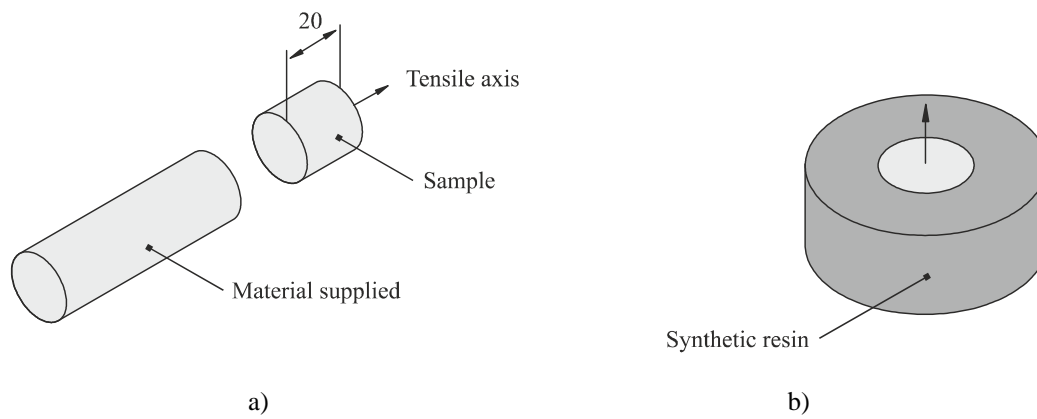 20
Tensile axis
Sample
Material supplied
Synthetic resin
a)
b)